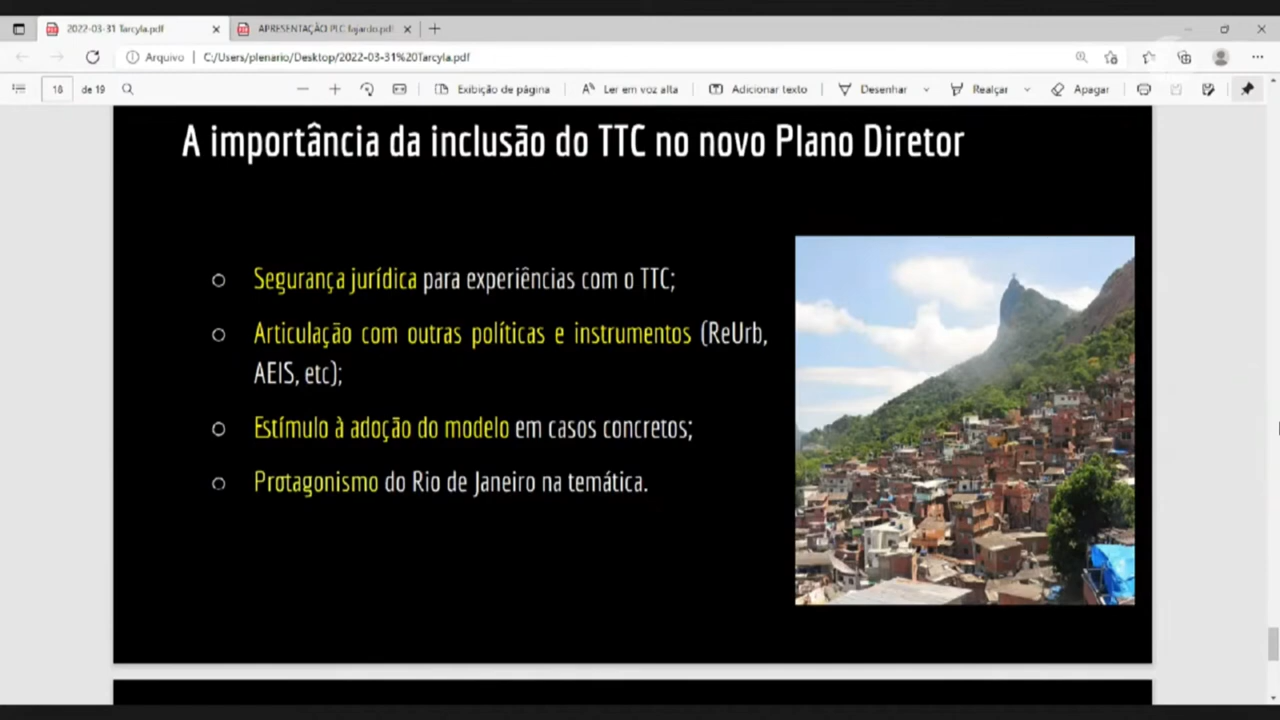 2022-03-31 Tarcyla.pdf
APRESENTAÇÃO PLC fajardo.pdf
Arquivo
C:/Users/plenario/Desktop/2022-03-31%20Tarcyla.pdf
18 de 19
Exibição de página
Ler em voz alta
Adicionar texto
Desenhar
Realçar
Apagar
A importância da inclusão do TTC no novo Plano Diretor
Segurança jurídica para experiências com o TTC;
Articulação com outras políticas e instrumentos (ReUrb,
AEIS, etc);
Estímulo à adoção do modelo em casos concretos;
Protagonismo do Rio de Janeiro na temática.